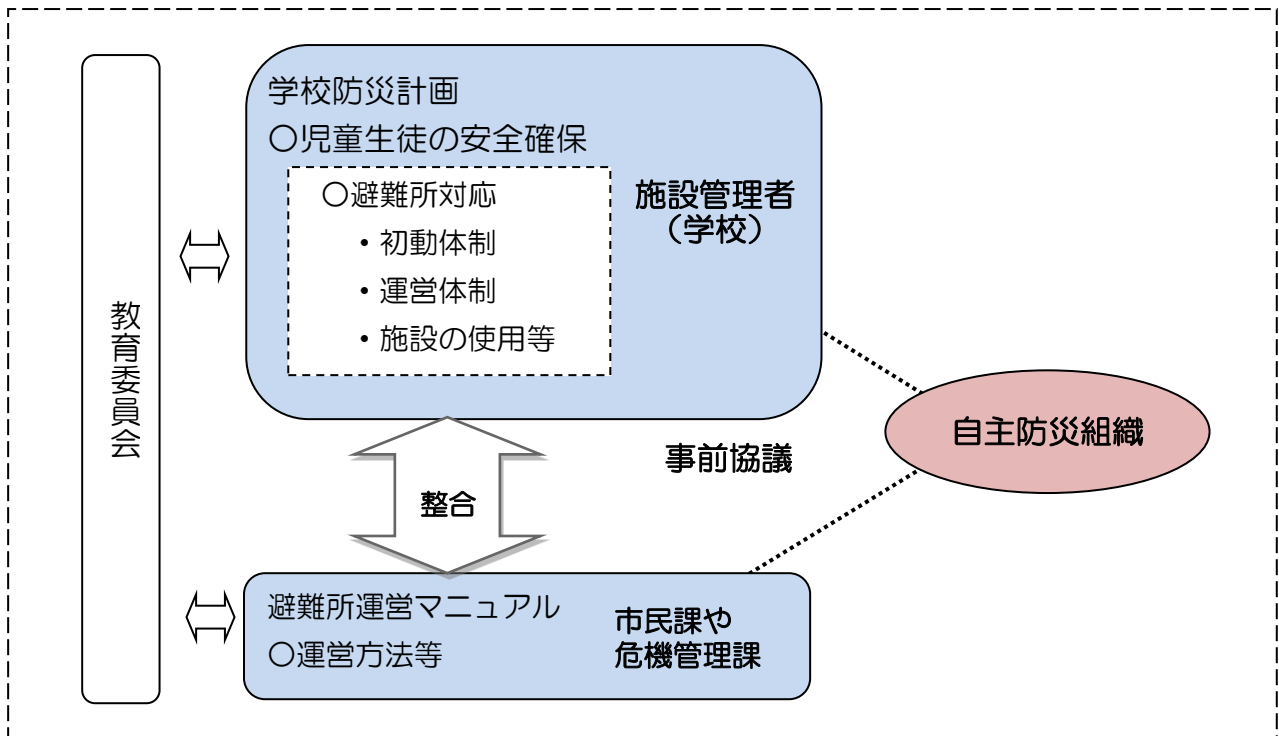 教育委員会
学校防災計画
〇児童生徒の安全確保
〇避難所対応
・初動体制
・運営体制
・施設の使用等
施設管理者
（学校）
整合
事前協議
自主防災組織
避難所運営マニュアル
〇運営方法等
市民課や
危機管理課